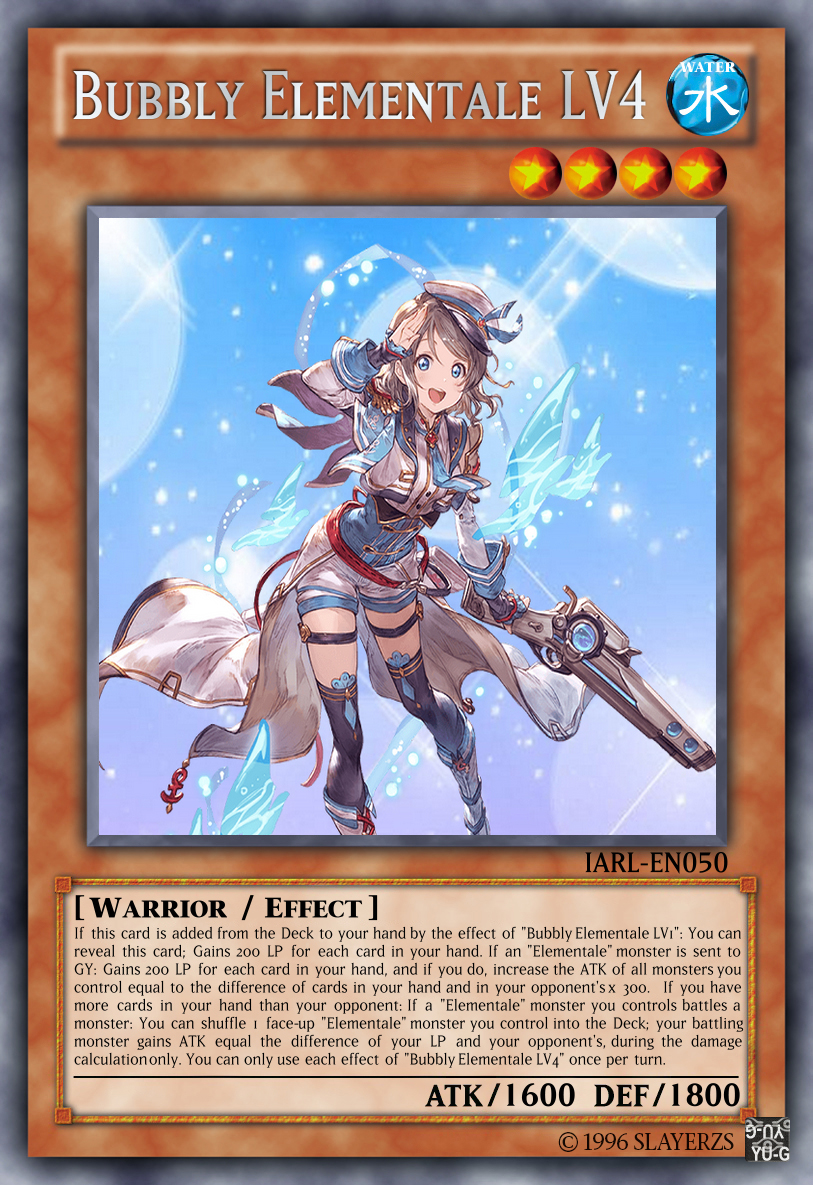 BUBBLY ELEMENTALE LV4
WATER
水
IARL-EN050
[ WARRIOR / EFFECT ]
If this card is added from the Deck to your hand by the effect of "Bubbly Elementale LV1": You can
reveal this card; Gains 200 LP for each card in your hand. If an "Elementale" monster is sent to
GY: Gains 200 LP for each card in your hand, and if you do, increase the ATK of all monsters you
control equal to the difference of cards in your hand and in your opponent's x 300. If you have
more cards in your hand than your opponent: If a "Elementale" monster you controls battles a
monster: You can shuffle 1 face-up "Elementale" monster you control into the Deck; your battling
monster gains ATK equal the difference of your LP and your opponent's, during the damage
calculation only. You can only use each effect of "Bubbly Elementale LV4" once per turn.
ATK/1600 DEF/1800
© 1996 SLAYERZS
YU-G
YU-G